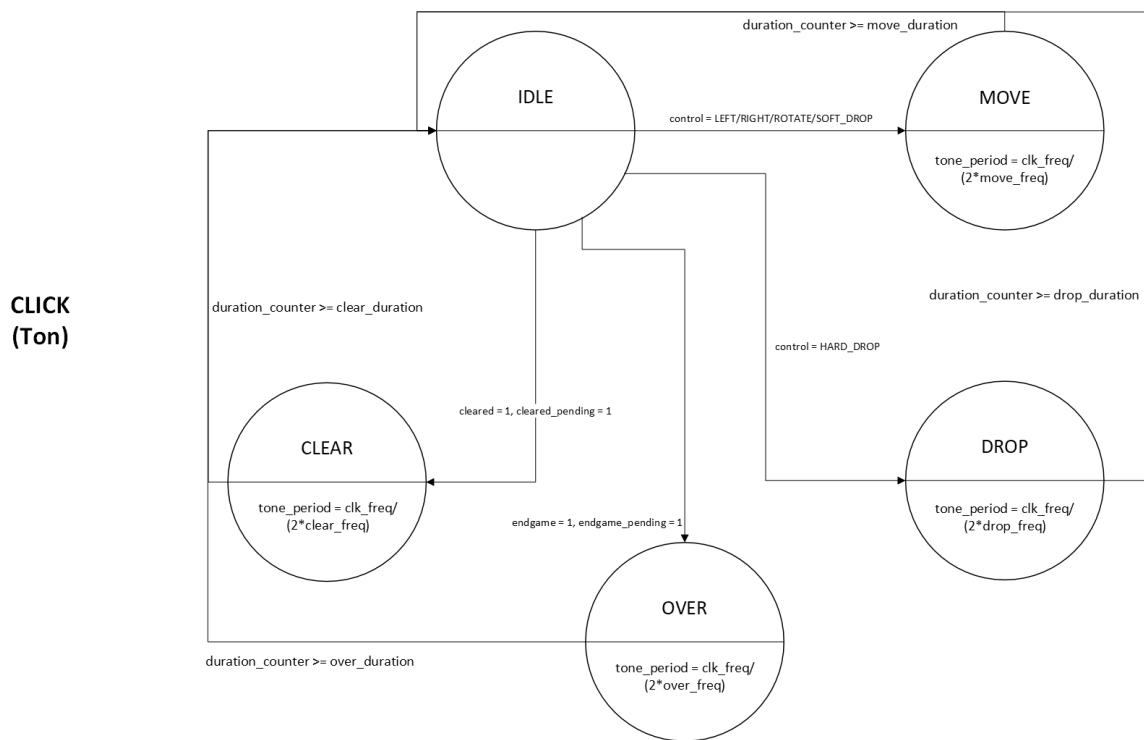 duration_counter >= move_duration
IDLE
MOVE
control = LEFT/RIGHT/ROTATE/SOFT_DROP
tone_period = clk_freq/
(2*move_freq)
CLICK
(Ton)
duration_counter >= clear_duration
duration_counter >= drop_duration
control = HARD_DROP
cleared = 1, cleared_pending = 1
CLEAR
DROP
tone_period = clk_freq/
(2*clear_freq)
tone_period = clk_freq/
(2*drop_freq)
endgame = 1, endgame_pending = 1
OVER
duration_counter >= over_duration
tone_period = clk_freq/
(2*over_freq)